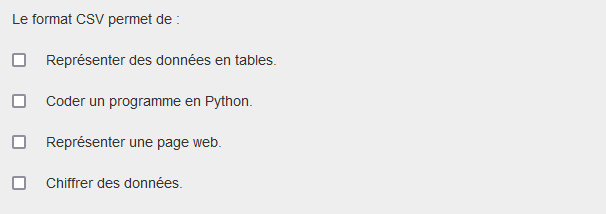 Le format CSV permet de :
Représenter des données en tables.
Coder un programme en Python.
Représenter une page web.
Chiffrer des données.